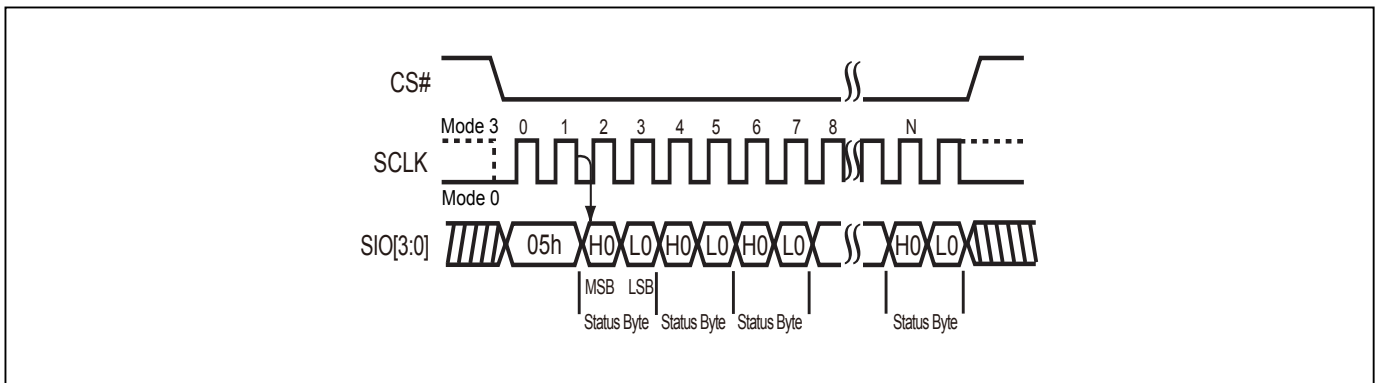 CS#
Mode 3 0 1 2 3 4 5 6 7 8 N
SCLK
Mode 0
SIO[3:0] 05h H0 L0 H0 L0 H0 L0 H0 L0
MSB LSB
Status Byte Status Byte Status Byte Status Byte